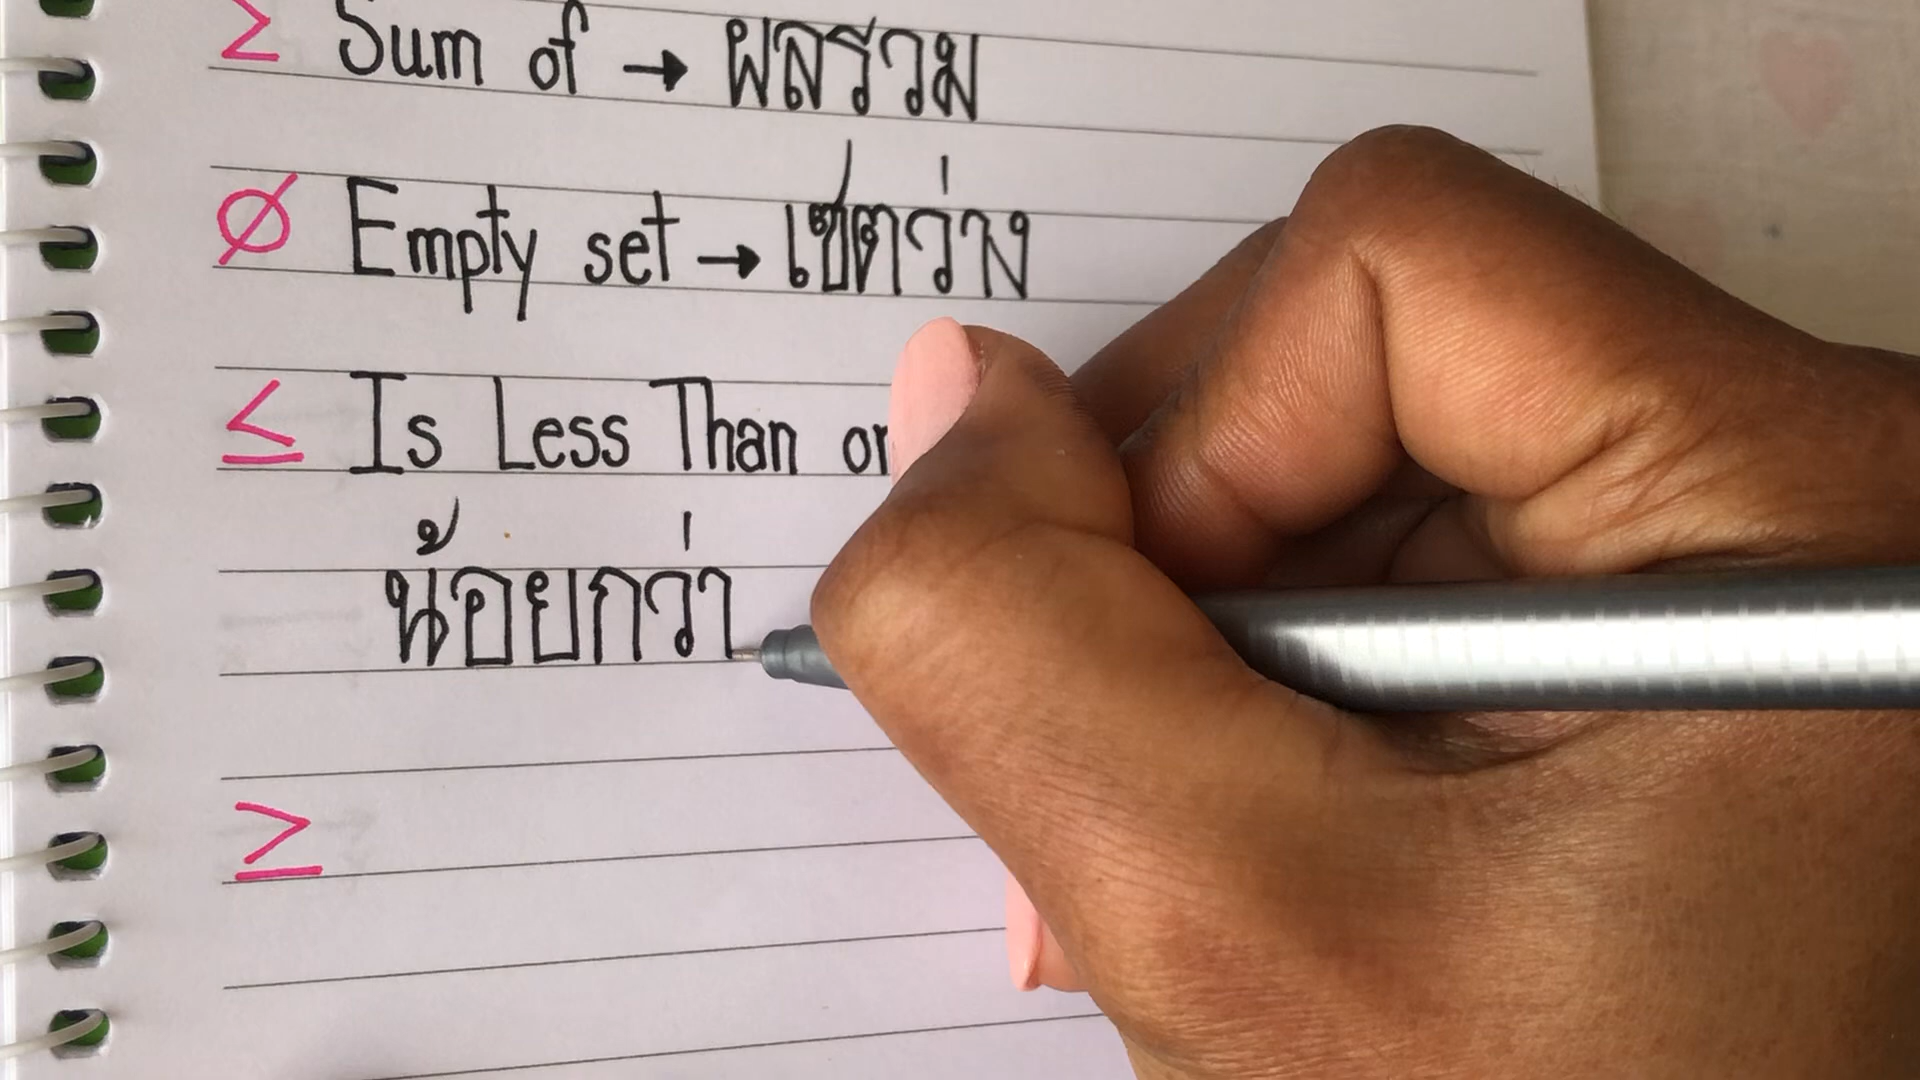 Σ Sum of → ผลรวม
∅ Empty set → เซตว่าง
≤ Is Less Than or
น้อยกว่า
≥